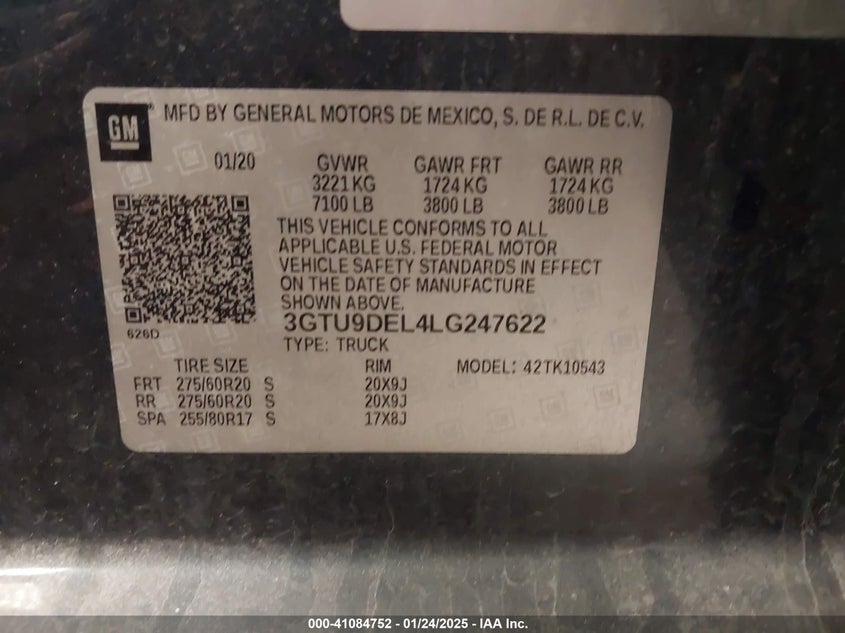 GM
MFD BY GENERAL MOTORS DE MEXICO, S. DE R.L. DE C.V.
01/20 GVWR GAWR FRT GAWR RR
3221 KG 1724 KG 1724 KG
7100 LB 3800 LB 3800 LB
THIS VEHICLE CONFORMS TO ALL
APPLICABLE U.S. FEDERAL MOTOR
VEHICLE SAFETY STANDARDS IN EFFECT
ON THE DATE OF MANUFACTURE
SHOWN ABOVE.
3GTU9DEL4LG247622
626D
TYPE: TRUCK
TIRE SIZE RIM MODEL: 42TK10543
FRT 275/60R20 S 20X9J
RR 275/60R20 S 20X9J
SPA 255/80R17 S 17X8J
000-41084752 — 01/24/2025 — IAA Inc.